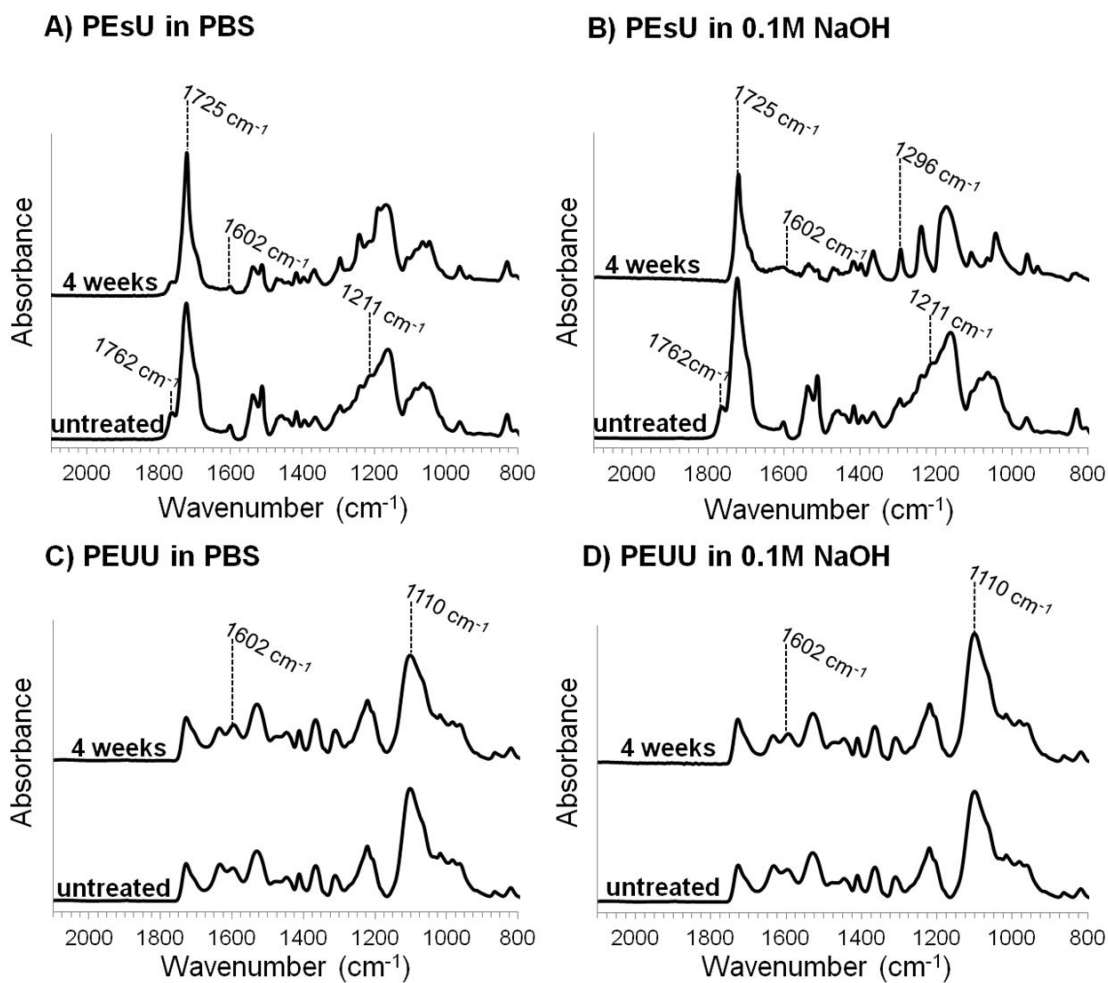 A) PEsU in PBS
1725 cm⁻¹
1602 cm⁻¹
4 weeks
1211 cm⁻¹
1762 cm⁻¹
untreated
Absorbance
2000 1800 1600 1400 1200 1000 800
Wavenumber (cm⁻¹)
B) PEsU in 0.1M NaOH
1725 cm⁻¹
1296 cm⁻¹
1602 cm⁻¹
4 weeks
1211 cm⁻¹
1762cm⁻¹
untreated
Absorbance
2000 1800 1600 1400 1200 1000 800
Wavenumber (cm⁻¹)
C) PEUU in PBS
1110 cm⁻¹
1602 cm⁻¹
4 weeks
untreated
Absorbance
2000 1800 1600 1400 1200 1000 800
Wavenumber (cm⁻¹)
D) PEUU in 0.1M NaOH
1110 cm⁻¹
1602 cm⁻¹
4 weeks
untreated
Absorbance
2000 1800 1600 1400 1200 1000 800
Wavenumber (cm⁻¹)